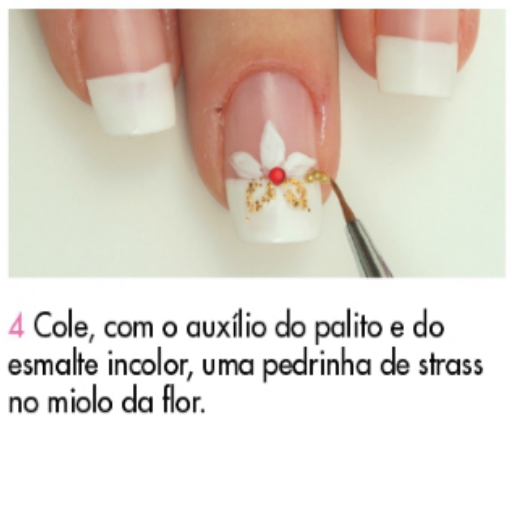 4 Cole, com o auxílio do palito e do
esmalte incolor, uma pedrinha de strass
no miolo da flor.